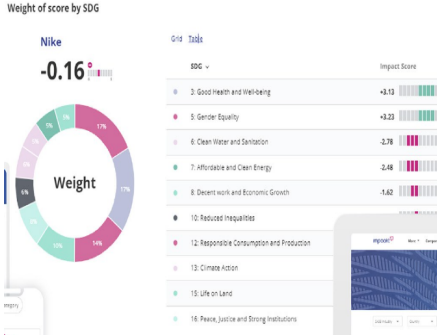 Weight of score by SDG
Nike
-0.16
Grid Table
SDG
Impact Score
3: Good Health and Well-being
+3.13
5: Gender Equality
+3.23
6: Clean Water and Sanitation
-2.78
7: Affordable and Clean Energy
-2.48
8: Decent work and Economic Growth
-1.62
10: Reduced Inequalities
12: Responsible Consumption and Production
13: Climate Action
15: Life on Land
16: Peace, Justice and Strong Institutions
Weight
17%
17%
14%